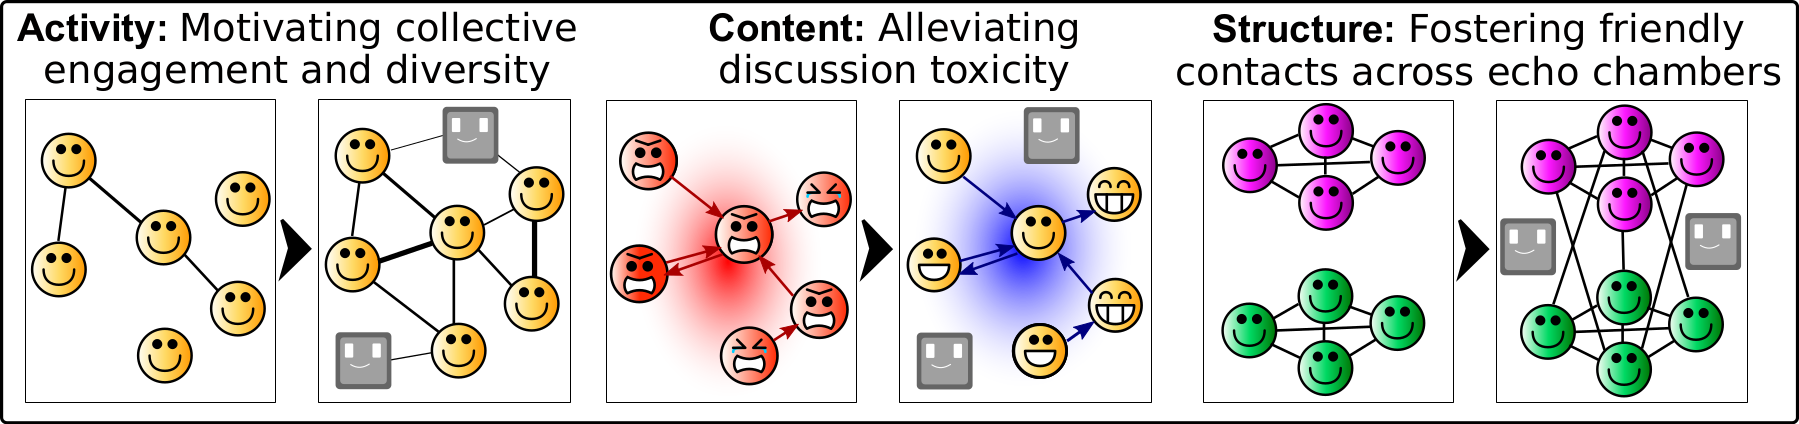 Activity: Motivating collective
engagement and diversity
Content: Alleviating
discussion toxicity
Structure: Fostering friendly
contacts across echo chambers